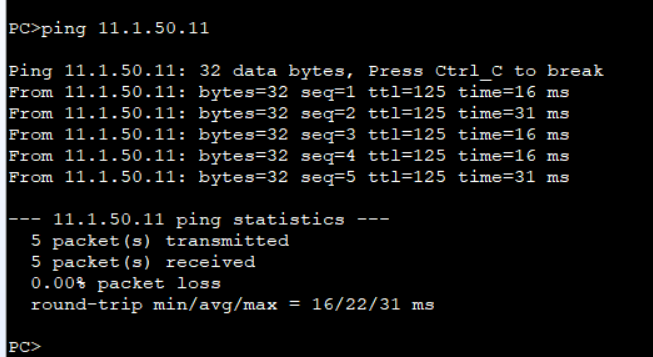 PC>ping 11.1.50.11
Ping 11.1.50.11: 32 data bytes, Press Ctrl_C to break
From 11.1.50.11: bytes=32 seq=1 ttl=125 time=16 ms
From 11.1.50.11: bytes=32 seq=2 ttl=125 time=31 ms
From 11.1.50.11: bytes=32 seq=3 ttl=125 time=16 ms
From 11.1.50.11: bytes=32 seq=4 ttl=125 time=16 ms
From 11.1.50.11: bytes=32 seq=5 ttl=125 time=31 ms
--- 11.1.50.11 ping statistics ---
5 packet(s) transmitted
5 packet(s) received
0.00% packet loss
round-trip min/avg/max = 16/22/31 ms
PC>